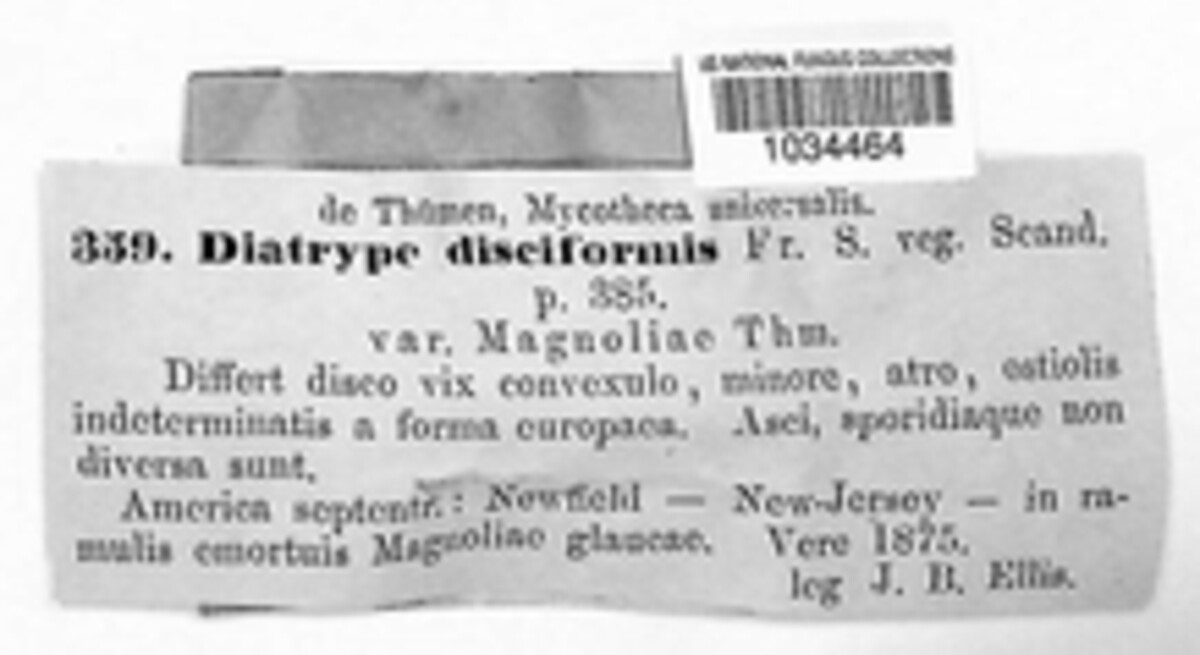 US NATIONAL FUNGUS COLLECTIONS
1034464
de Thümen, Mycotheca universalis.
359. Diatrype disciformis Fr. S. veg. Scand.
p. 385.
var. Magnoliae Thm.
Differt disco vix convexulo, minore, atro, ostiolis
indeterminatis a forma europaea. Asci, sporidiaque non
diversa sunt.
America septentr.: Newfield — New-Jersey — in ra-
mulis emortuis Magnoliae glaucae. Vere 1875.
leg J. B. Ellis.